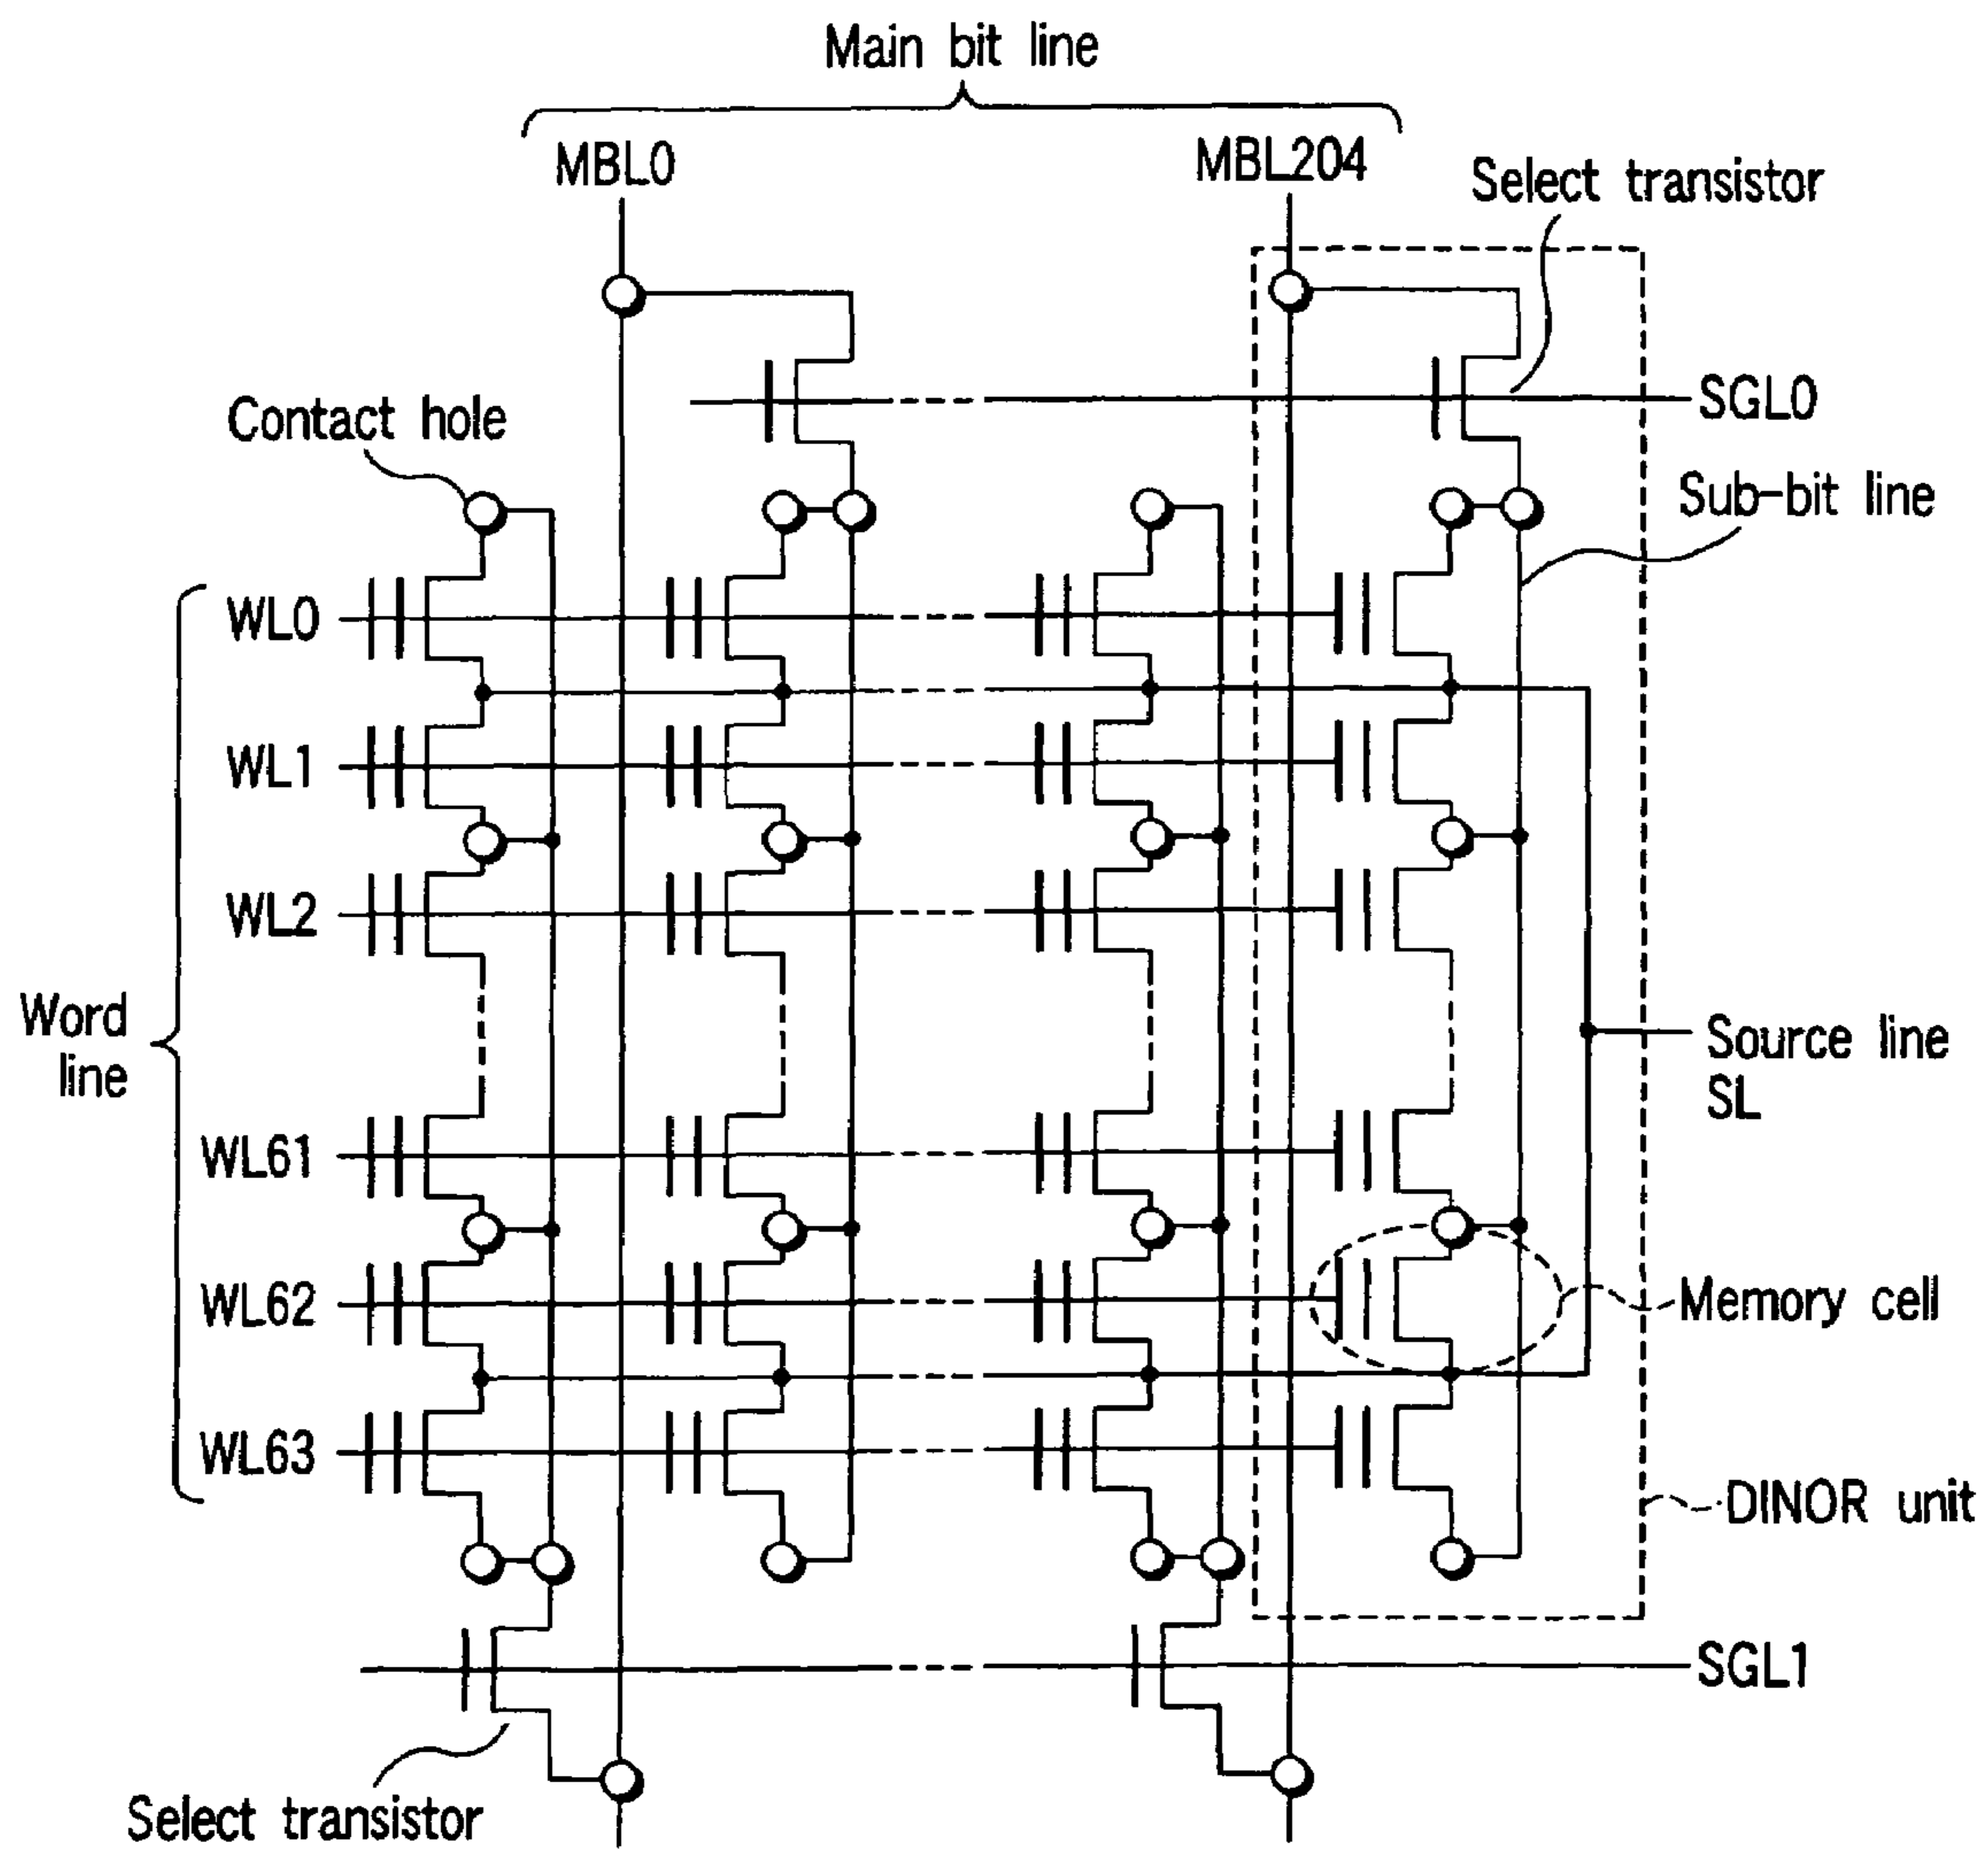 Main bit line
MBL0
MBL204
Select transistor
SGL0
Contact hole
Sub-bit line
WL0
WL1
WL2
Word
line
Source line
SL
WL61
WL62
Memory cell
WL63
DINOR unit
SGL1
Select transistor